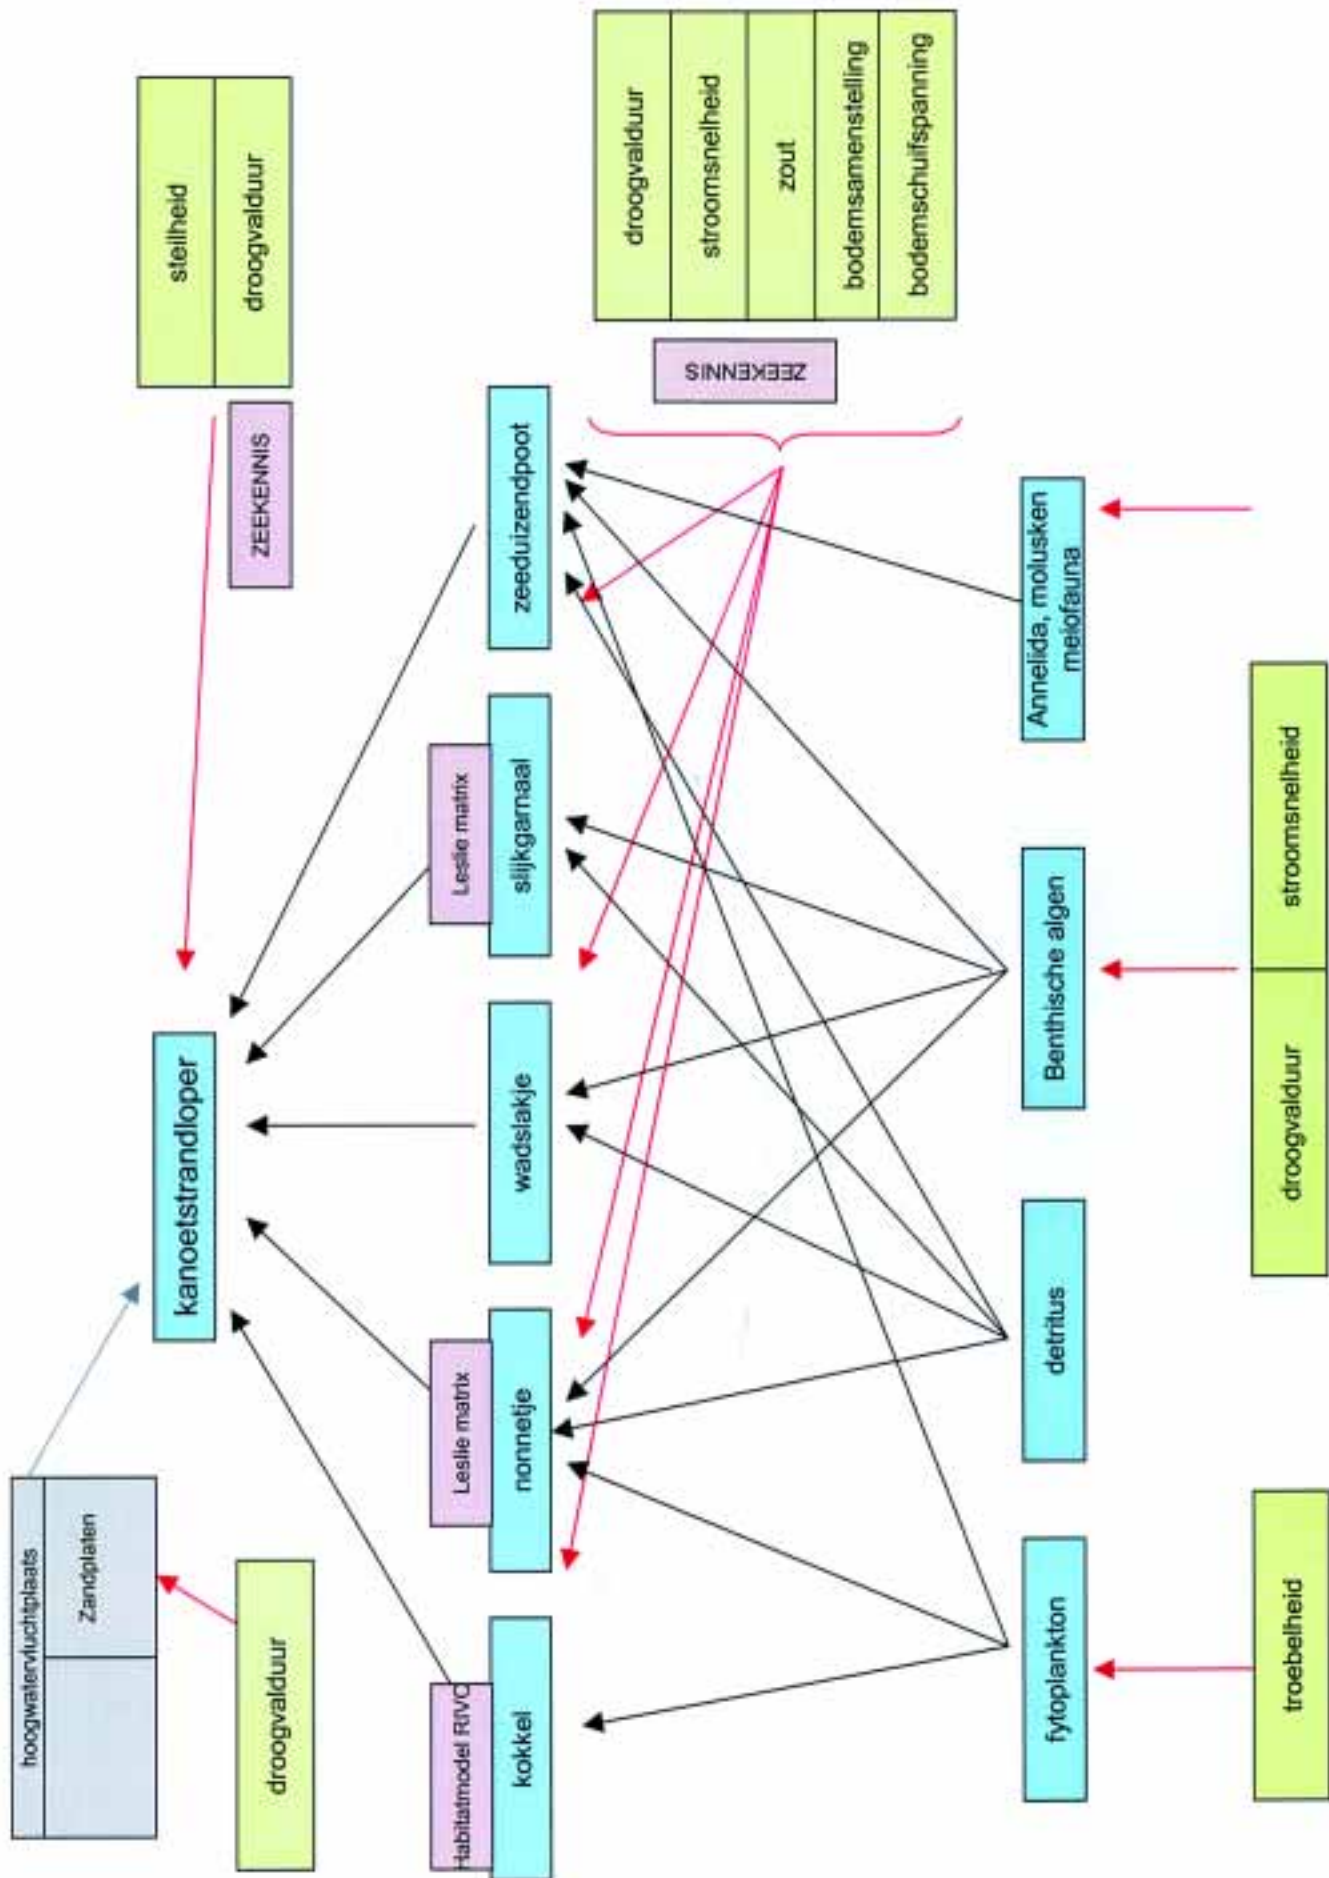 hoogwatervluchtplaats
Zandplaten
droogvalduur
kanoetstrandloper
steilheid
droogvalduur
ZEEKENNIS
Habitatmodel RIVO
kokkel
Leslie matrix
nonnetje
wadslakje
Leslie matrix
slijkgarnaal
zeeduizendpoot
ZEEKENNIS
droogvalduur
stroomsnelheid
zout
bodemsamenstelling
bodemschuifspanning
fytoplankton
detritus
Benthische algen
Annelida, molusken
meiofauna
troebelheid
droogvalduur
stroomsnelheid